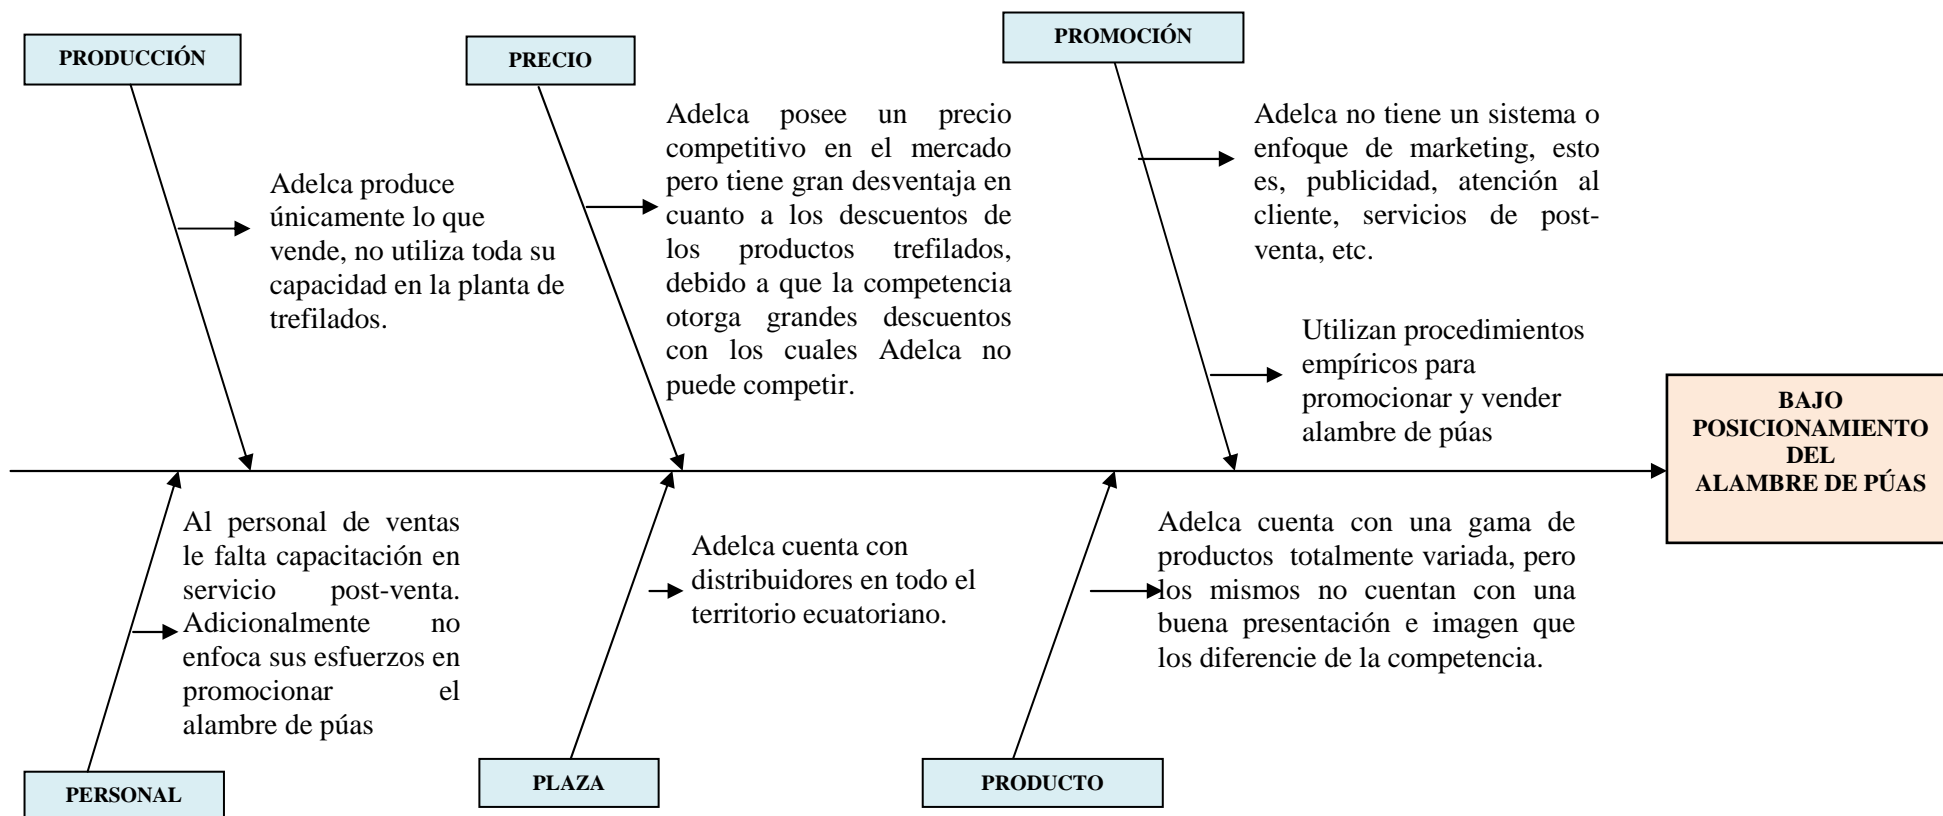 PRODUCCIÓN
PRECIO
PROMOCIÓN
Adelca produce
únicamente lo que
vende, no utiliza toda su
capacidad en la planta de
trefilados.
Adelca posee un precio
competitivo en el mercado
pero tiene gran desventaja en
cuanto a los descuentos de
los productos trefilados,
debido a que la competencia
otorga grandes descuentos
con los cuales Adelca no
puede competir.
Adelca no tiene un sistema o
enfoque de marketing, esto
es, publicidad, atención al
cliente, servicios de post-
venta, etc.
Utilizan procedimientos
empíricos para
promocionar y vender
alambre de púas
BAJO
POSICIONAMIENTO
DEL
ALAMBRE DE PÚAS
Al personal de ventas
le falta capacitación en
servicio post-venta.
Adicionalmente no
enfoca sus esfuerzos en
promocionar el
alambre de púas
Adelca cuenta con
distribuidores en todo el
territorio ecuatoriano.
Adelca cuenta con una gama de
productos totalmente variada, pero
los mismos no cuentan con una
buena presentación e imagen que
los diferencie de la competencia.
PERSONAL
PLAZA
PRODUCTO